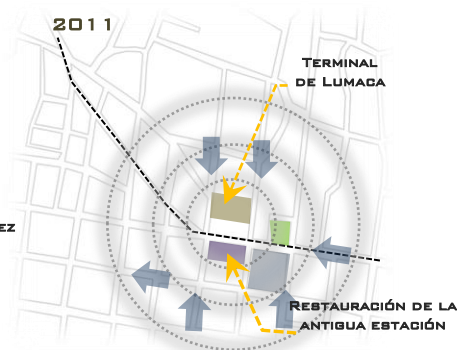 2011
TERMINAL
DE LUMACA
EZ
RESTAURACIÓN DE LA
ANTIGUA ESTACIÓN